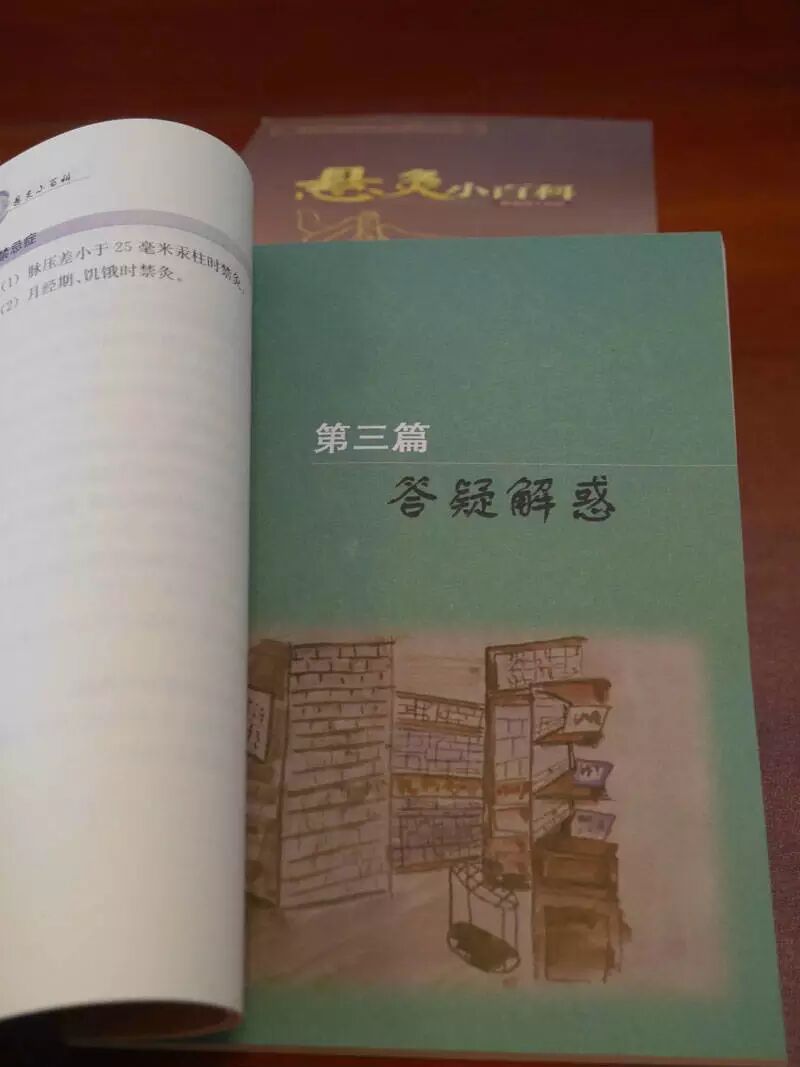 悬灸小百科
悬灸小百科
禁忌症
(1) 脉压差小于 25 毫米汞柱时禁灸。
(2) 月经期、饥饿时禁灸。
第三篇
答疑解惑